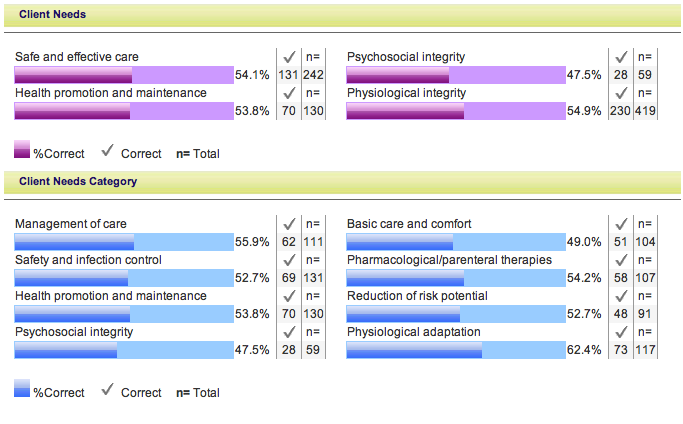 Client Needs
Safe and effective care ✓ n= Psychosocial integrity ✓ n=
54.1% 131 242 47.5% 28 59
Health promotion and maintenance ✓ n= Physiological integrity ✓ n=
53.8% 70 130 54.9% 230 419
%Correct ✓ Correct n= Total
Client Needs Category
Management of care ✓ n= Basic care and comfort ✓ n=
55.9% 62 111 49.0% 51 104
Safety and infection control ✓ n= Pharmacological/parenteral therapies ✓ n=
52.7% 69 131 54.2% 58 107
Health promotion and maintenance ✓ n= Reduction of risk potential ✓ n=
53.8% 70 130 52.7% 48 91
Psychosocial integrity ✓ n= Physiological adaptation ✓ n=
47.5% 28 59 62.4% 73 117
%Correct ✓ Correct n= Total